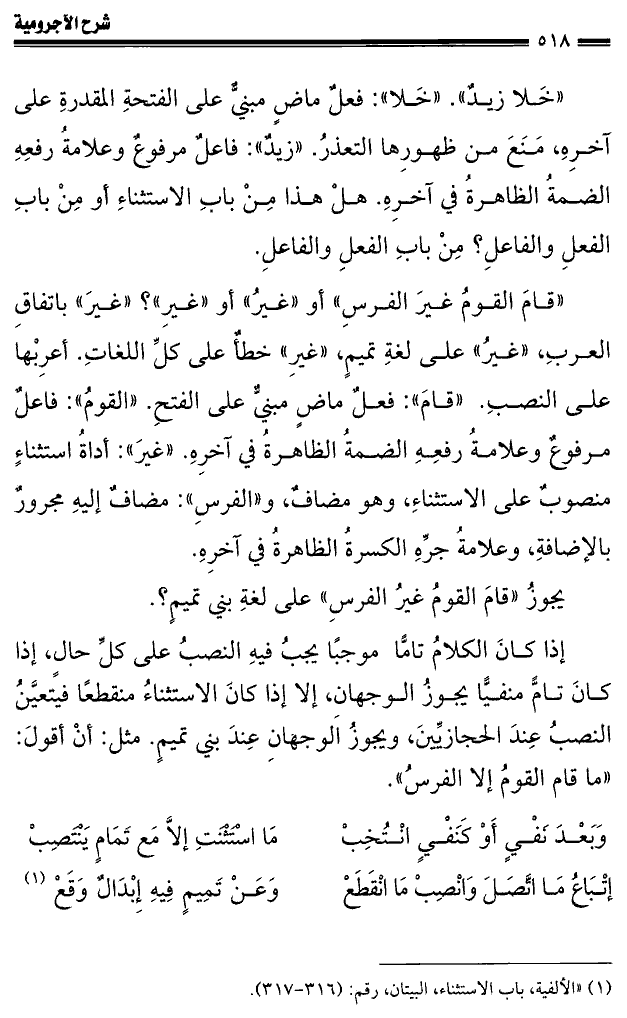 شرح الآجرومية
٥١٨
«خَلا زيدٌ». «خَلا»: فعلٌ ماضٍ مبنيٌّ على الفتحةِ المقدرةِ على
آخرِهِ، مَنَعَ من ظهورِها التعذرُ. «زيدٌ»: فاعلٌ مرفوعٌ وعلامةُ رفعِهِ
الضمةُ الظاهرةُ في آخرِهِ. هلْ هذا مِنْ بابِ الاستثناءِ أو مِنْ بابِ
الفعلِ والفاعلِ؟ مِنْ بابِ الفعلِ والفاعلِ.
«قامَ القومُ غيرَ الفرسِ» أو «غيرُ» أو «غيرِ»؟ «غيرَ» باتفاقِ
العربِ، «غيرُ» على لغةِ تميمٍ، «غيرِ» خطأٌ على كلِّ اللغاتِ. أعربْها
على النصبِ. «قامَ»: فعلٌ ماضٍ مبنيٌّ على الفتحِ. «القومُ»: فاعلٌ
مرفوعٌ وعلامةُ رفعِهِ الضمةُ الظاهرةُ في آخرِهِ. «غيرَ»: أداةُ استثناءٍ
منصوبٌ على الاستثناءِ، وهو مضافٌ، و«الفرسِ»: مضافٌ إليهِ مجرورٌ
بالإضافةِ، وعلامةُ جرِّهِ الكسرةُ الظاهرةُ في آخرِهِ.
يجوزُ «قامَ القومُ غيرُ الفرسِ» على لغةِ بني تميمٍ؟.
إذا كانَ الكلامُ تامًّا موجبًا يجبُ فيهِ النصبُ على كلِّ حالٍ، إذا
كانَ تامًّ منفيًّا يجوزُ الوجهانِ، إلا إذا كانَ الاستثناءُ منقطعًا فيتعيَّنُ
النصبُ عِندَ الحجازيِّينَ، ويجوزُ الوجهانِ عِندَ بني تميمٍ. مثل: أنْ أقولَ:
«ما قام القومُ إلا الفرسُ».
مَا اسْتَثْنَتِ إلاَّ مَع تَمَامٍ يَنْتَصِبْ وَبَعْدَ نَفْيٍ أَوْ كَنَفْيٍ انْتُخِبْ
إتْبَاعُ مَا اتَّصَلَ وَانْصِبْ مَا انْقَطَعْ وَعَنْ تَمِيمٍ فِيهِ إبْدَالٌ وَقَعْ (١)
(١) «الألفية، باب الاستثناء، البيتان، رقم: (٣١٦-٣١٧).